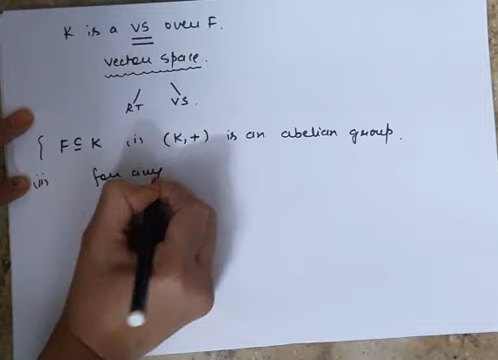 K is a VS over F.
vector space.
RT VS.
{ F ⊆ K (i) (K,+) is an abelian group.
(ii) for any